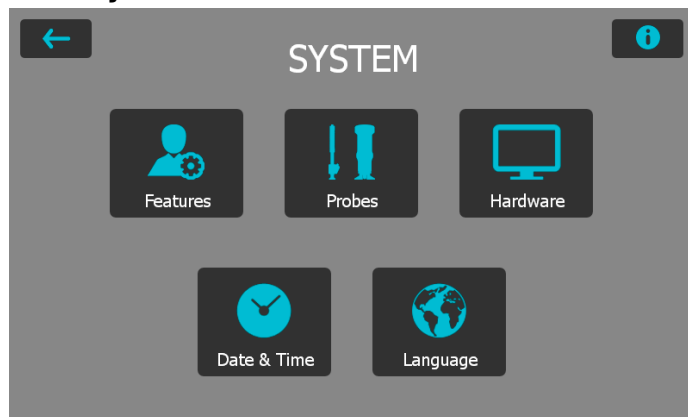 SYSTEM
Features
Probes
Hardware
Date & Time
Language